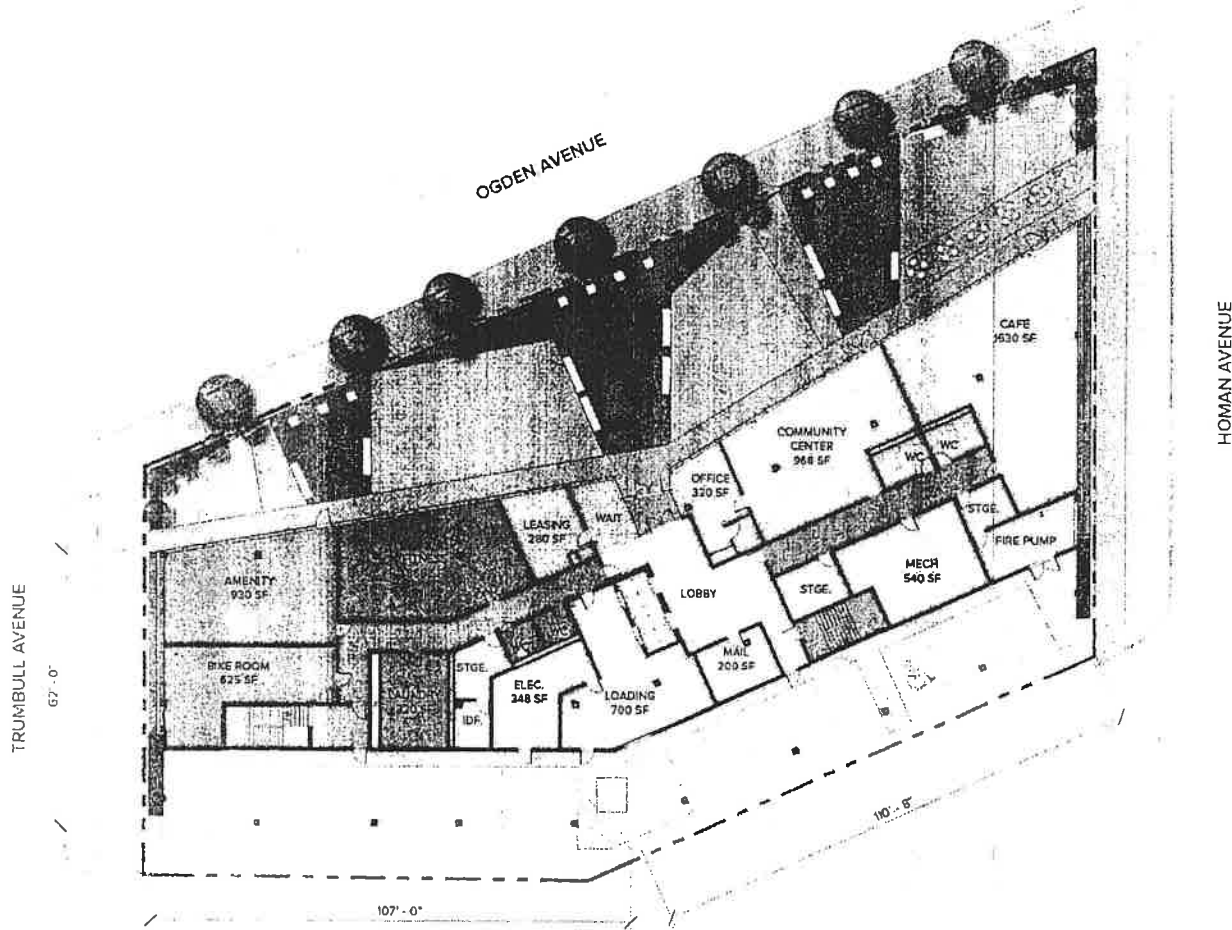 OGDEN AVENUE
HOMAN AVENUE
TRUMBULL AVENUE
62' - 0"
107' - 0"
110' - 8"
CAFE
1630 SF
COMMUNITY
CENTER
968 SF
WC
WC
OFFICE
320 SF
LEASING
280 SF
WAIT
AMENITY
930 SF
STGE.
FIRE PUMP
MECH
540 SF
STGE.
LOBBY
MAIL
200 SF
BIKE ROOM
625 SF
LAUNDRY
STGE.
IDF.
ELEC.
348 SF
LOADING
700 SF